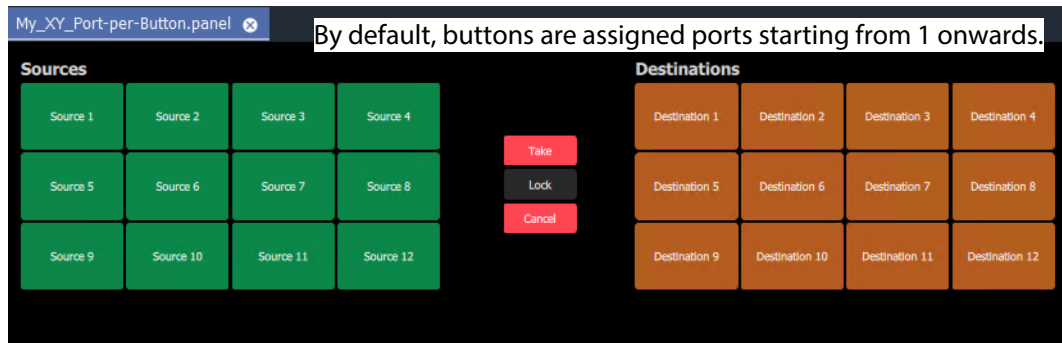 My_XY_Port-per-Button.panel
By default, buttons are assigned ports starting from 1 onwards.
Sources
Destinations
Source 1 Source 2 Source 3 Source 4
Destination 1 Destination 2 Destination 3 Destination 4
Take
Source 5 Source 6 Source 7 Source 8
Lock
Destination 5 Destination 6 Destination 7 Destination 8
Cancel
Source 9 Source 10 Source 11 Source 12
Destination 9 Destination 10 Destination 11 Destination 12